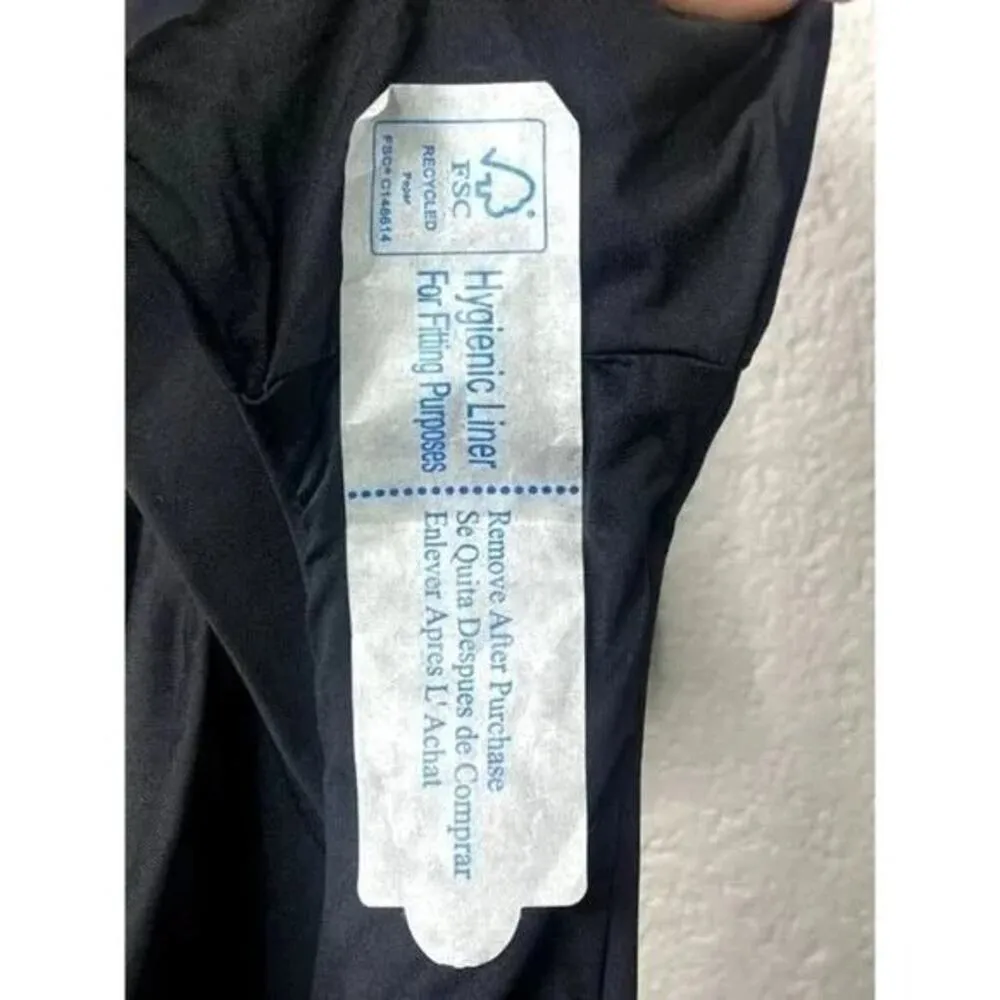 FSC
RECYCLED
Paper
FSC® C146614
Hygienic Liner
For Fitting Purposes
Remove After Purchase
Se Quita Despues de Comprar
Enlever Apres L' Achat